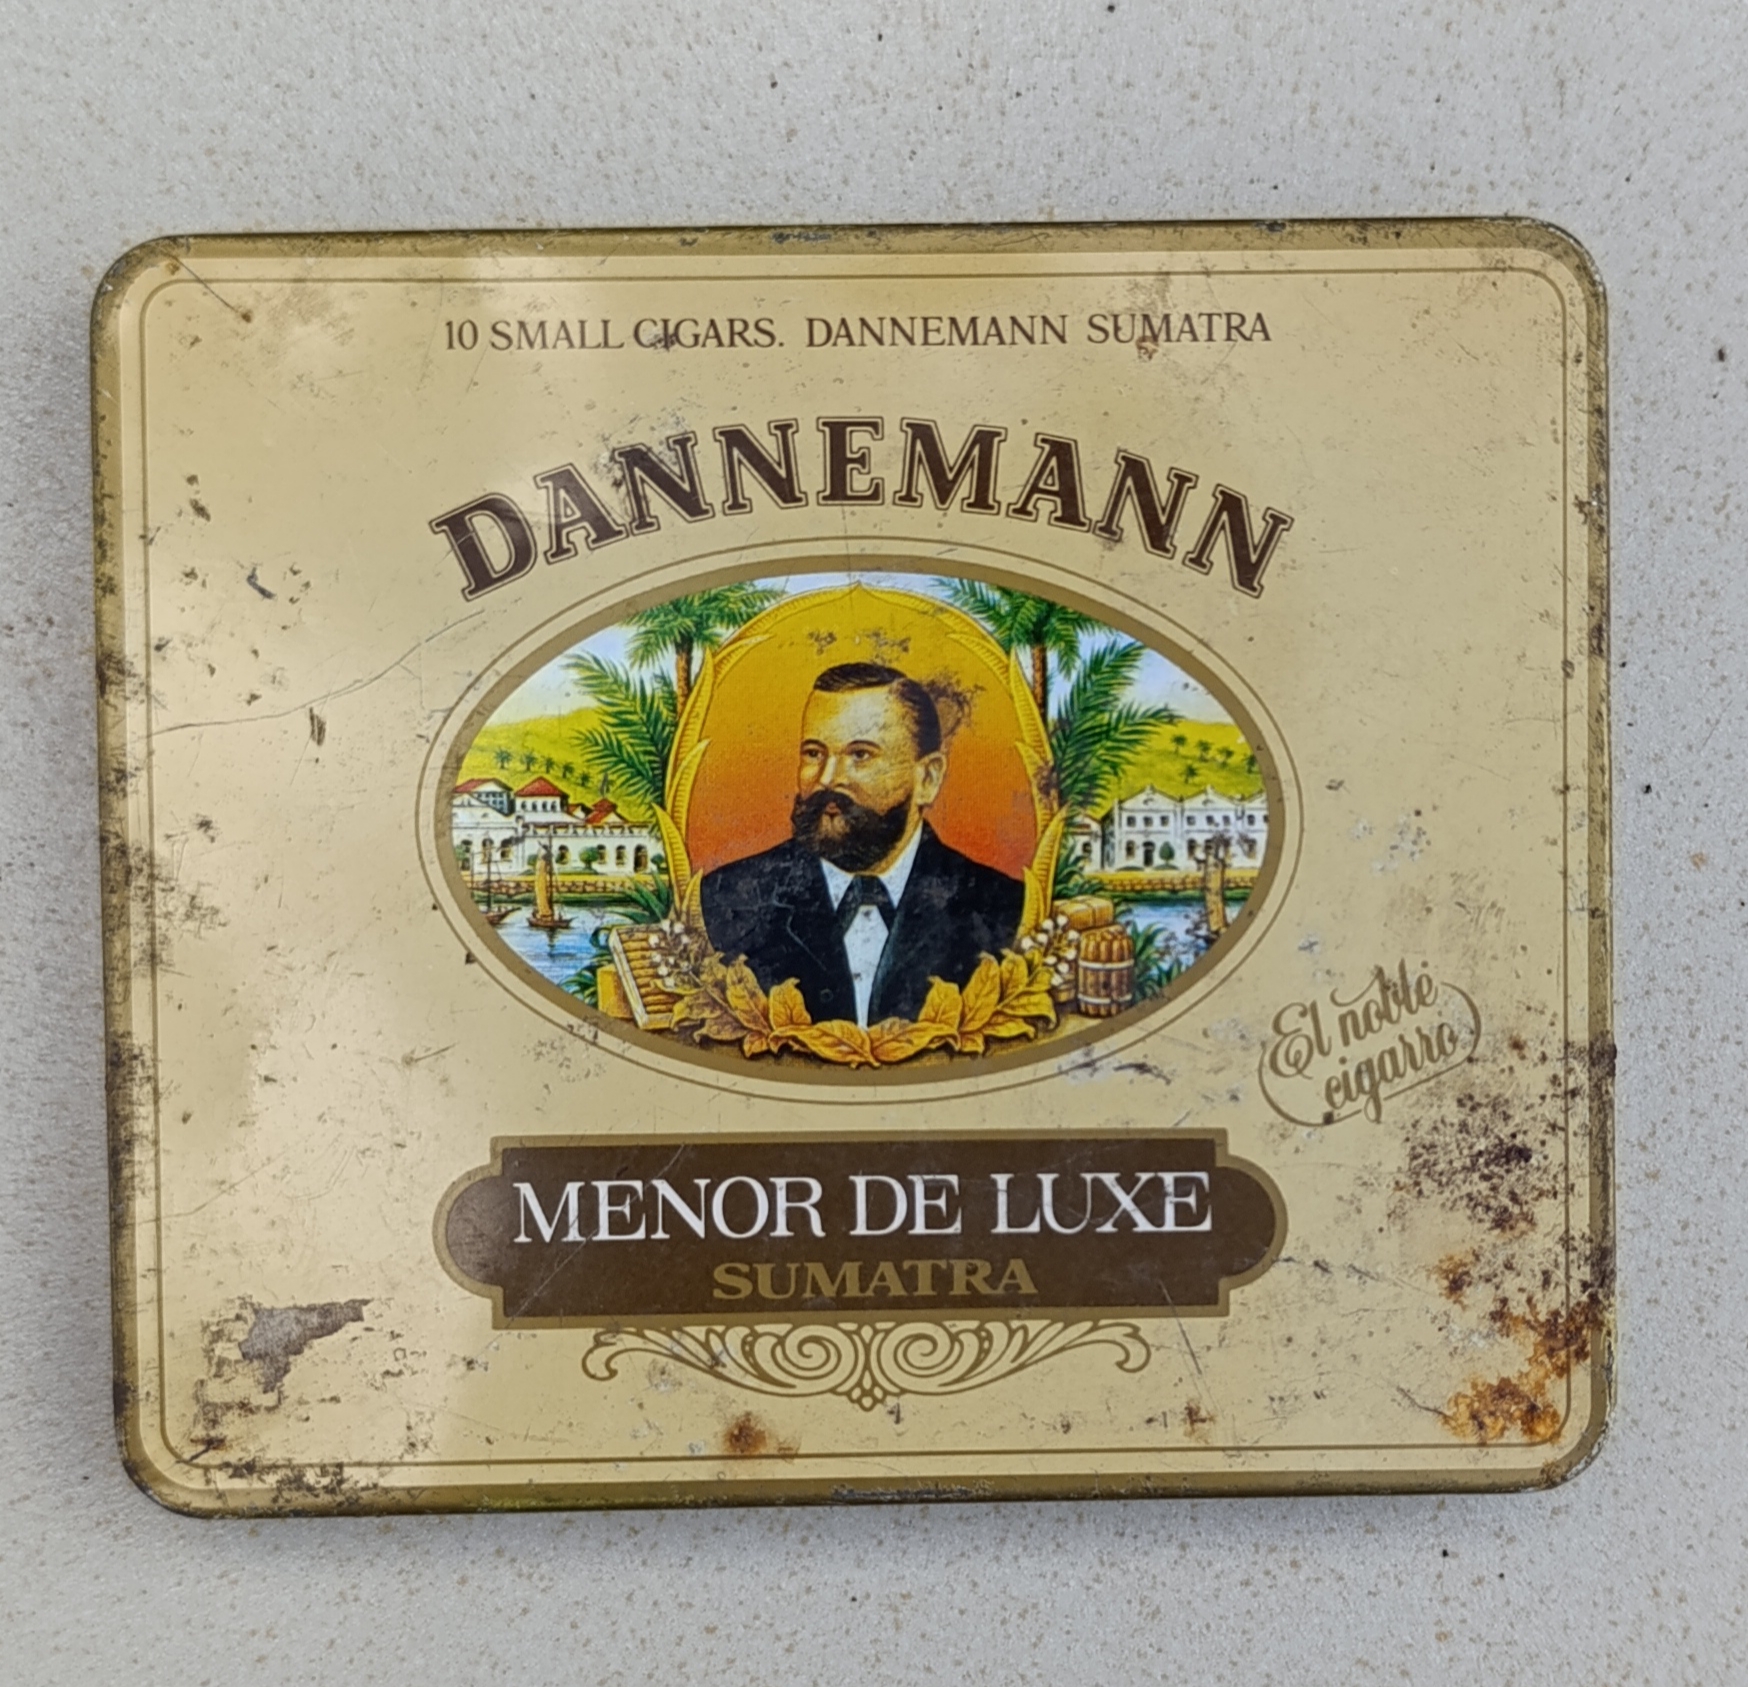 10 SMALL CIGARS. DANNEMANN SUMATRA
DANNEMANN
El noble
cigarro
MENOR DE LUXE
SUMATRA